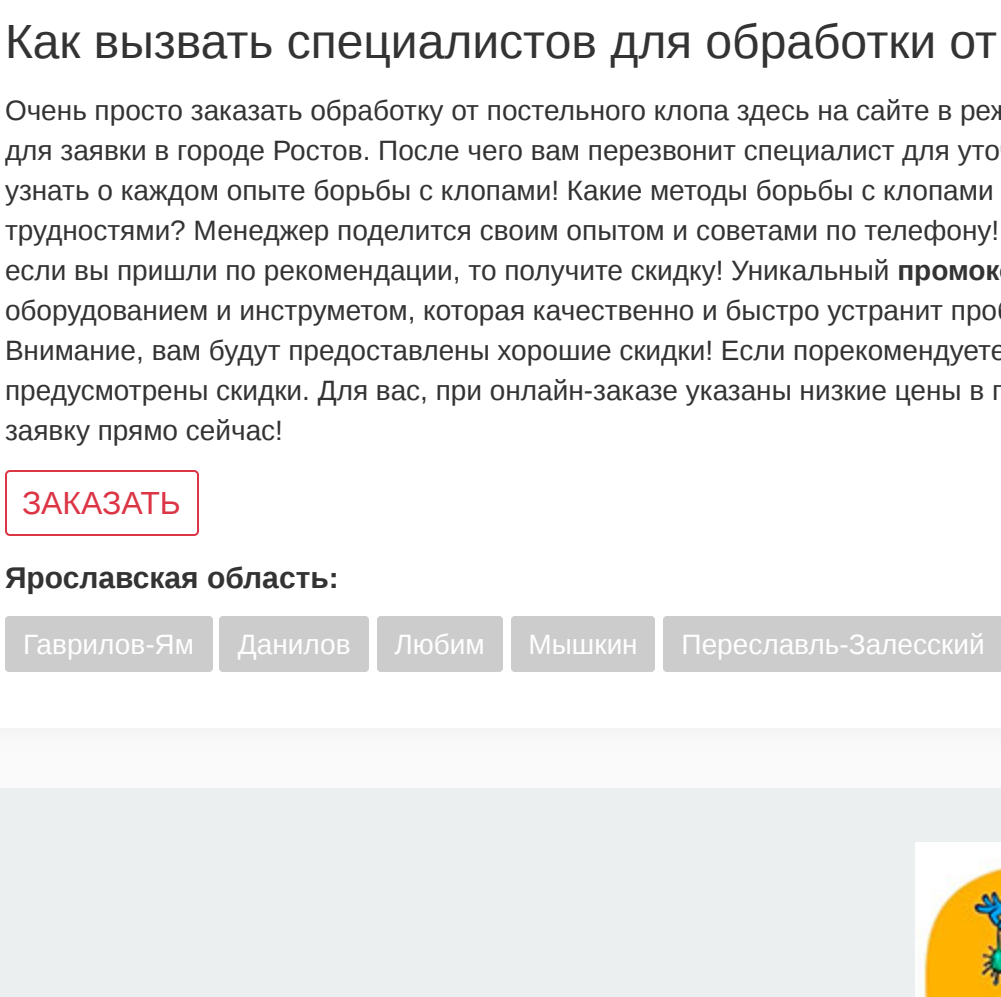 Как вызвать специалистов для обработки от
Очень просто заказать обработку от постельного клопа здесь на сайте в
для заявки в городе Ростов. После чего вам перезвонит специалист для
узнать о каждом опыте борьбы с клопами! Какие методы борьбы с клопами
трудностями? Менеджер поделится своим опытом и советами по телефону!
если вы пришли по рекомендации, то получите скидку! Уникальный
оборудованием и инструметом, которая качественно и быстро устранит
Внимание, вам будут предоставлены хорошие скидки! Если порекомендуете
предусмотрены скидки. Для вас, при онлайн-заказе указаны низкие цены в
заявку прямо сейчас!
ЗАКАЗАТЬ
Ярославская область:
Гаврилов-Ям Данилов Любим Мышкин Переславль-Залесский